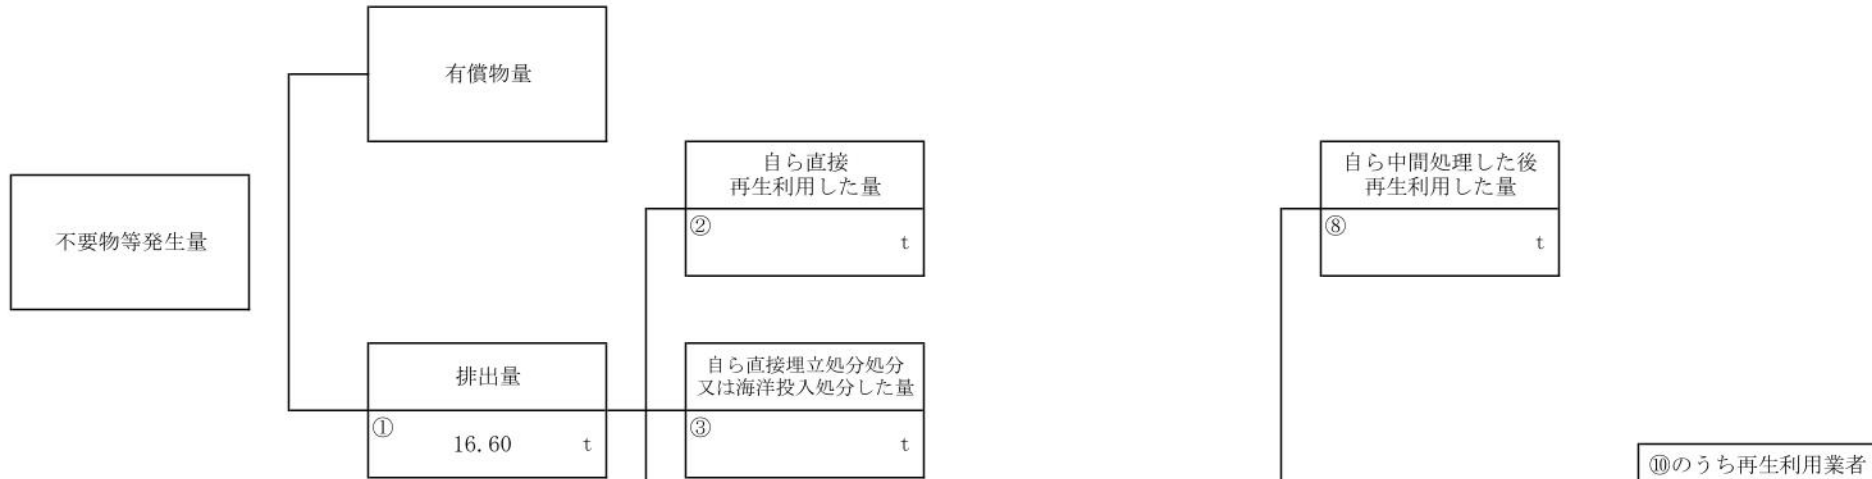 有償物量
自ら直接
再生利用した量
②
t
自ら中間処理した後
再生利用した量
⑧
t
不要物等発生量
排出量
①
16.60 t
自ら直接埋立処分処分
又は海洋投入処分した量
③
t
⑩のうち再生利用業者